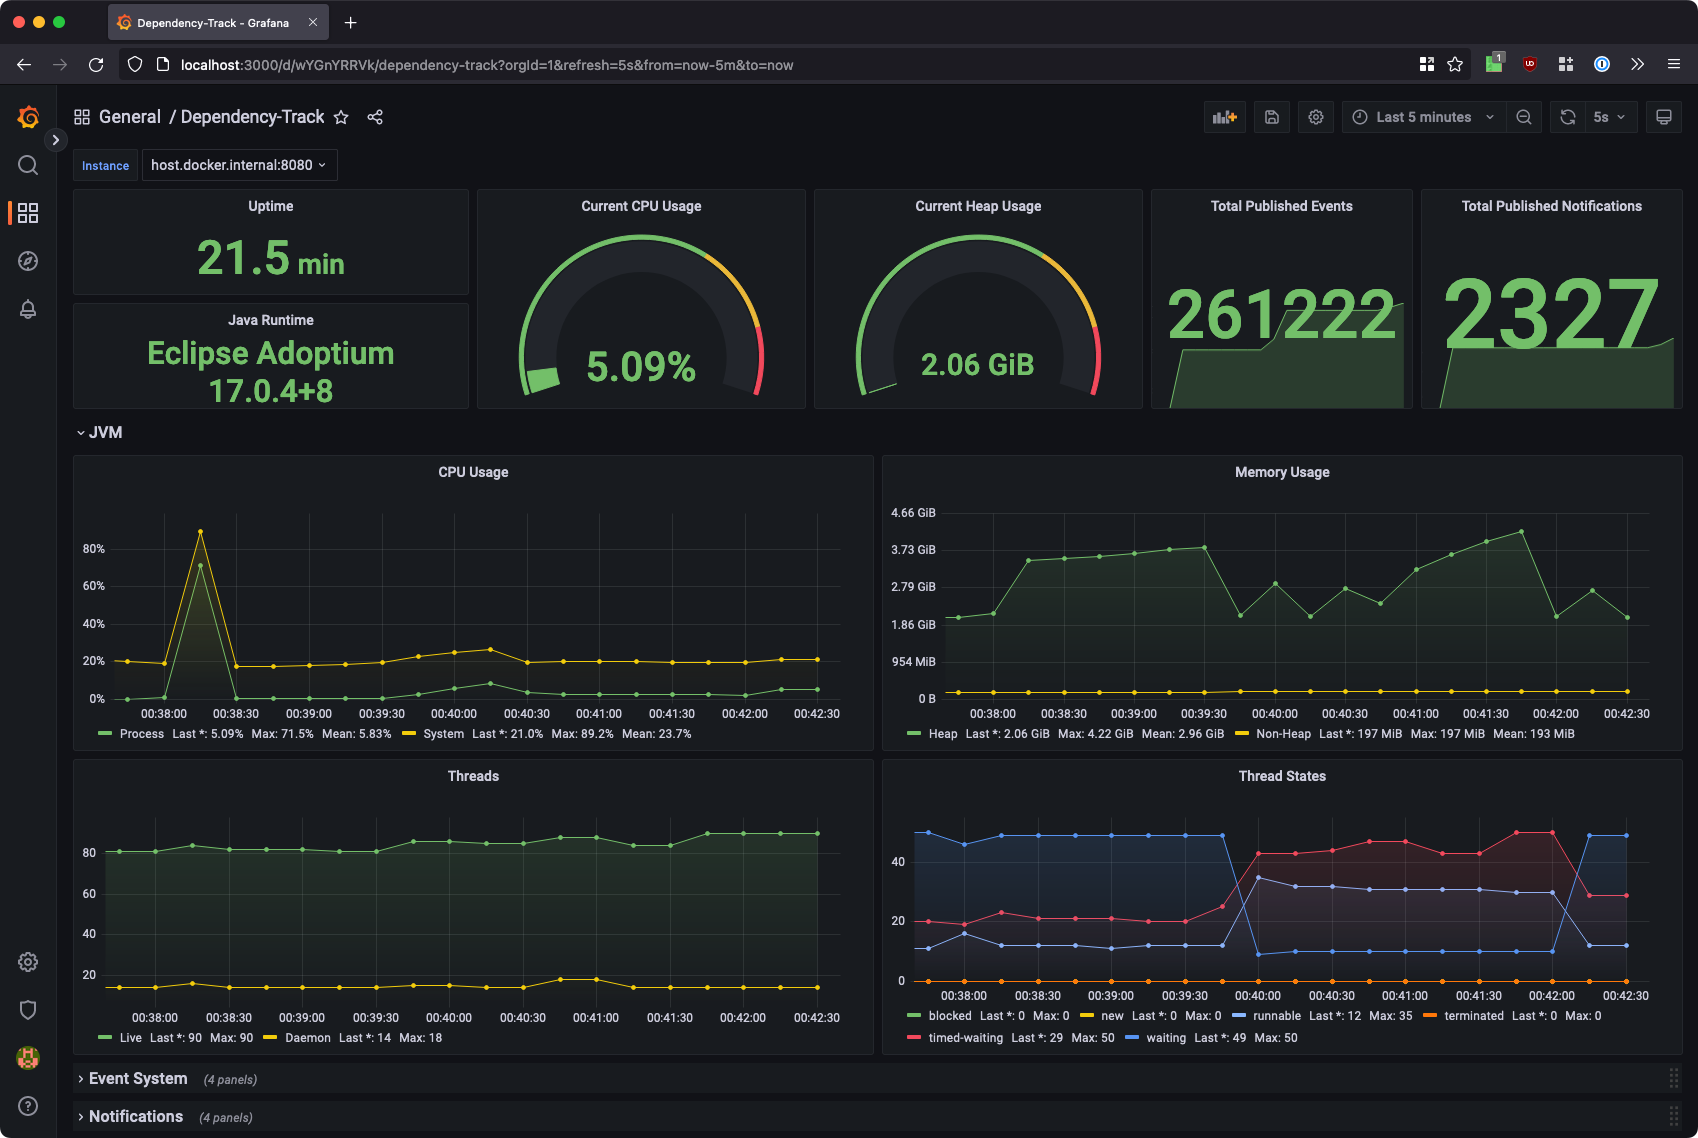 Dependency-Track - Grafana
localhost:3000/d/wYGnYRRVk/dependency-track?orgId=1&refresh=5s&from=now-5m&to=now
1
General / Dependency-Track
Last 5 minutes
5s
Instance
host.docker.internal:8080
Uptime
21.5 min
Java Runtime
Eclipse Adoptium
17.0.4+8
Current CPU Usage
5.09%
Current Heap Usage
2.06 GiB
Total Published Events
261222
Total Published Notifications
2327
JVM
CPU Usage
80%
60%
40%
20%
0%
00:38:00 00:38:30 00:39:00 00:39:30 00:40:00 00:40:30 00:41:00 00:41:30 00:42:00 00:42:30
Process Last *: 5.09% Max: 71.5% Mean: 5.83% System Last *: 21.0% Max: 89.2% Mean: 23.7%
Memory Usage
4.66 GiB
3.73 GiB
2.79 GiB
1.86 GiB
954 MiB
0 B
00:38:00 00:38:30 00:39:00 00:39:30 00:40:00 00:40:30 00:41:00 00:41:30 00:42:00 00:42:30
Heap Last *: 2.06 GiB Max: 4.22 GiB Mean: 2.96 GiB Non-Heap Last *: 197 MiB Max: 197 MiB Mean: 193 MiB
Threads
80
60
40
20
00:38:00 00:38:30 00:39:00 00:39:30 00:40:00 00:40:30 00:41:00 00:41:30 00:42:00 00:42:30
Live Last *: 90 Max: 90 Daemon Last *: 14 Max: 18
Thread States
40
20
0
00:38:00 00:38:30 00:39:00 00:39:30 00:40:00 00:40:30 00:41:00 00:41:30 00:42:00 00:42:30
blocked Last *: 0 Max: 0 new Last *: 0 Max: 0 runnable Last *: 12 Max: 35 terminated Last *: 0 Max: 0
timed-waiting Last *: 29 Max: 50 waiting Last *: 49 Max: 50
Event System (4 panels)
Notifications (4 panels)